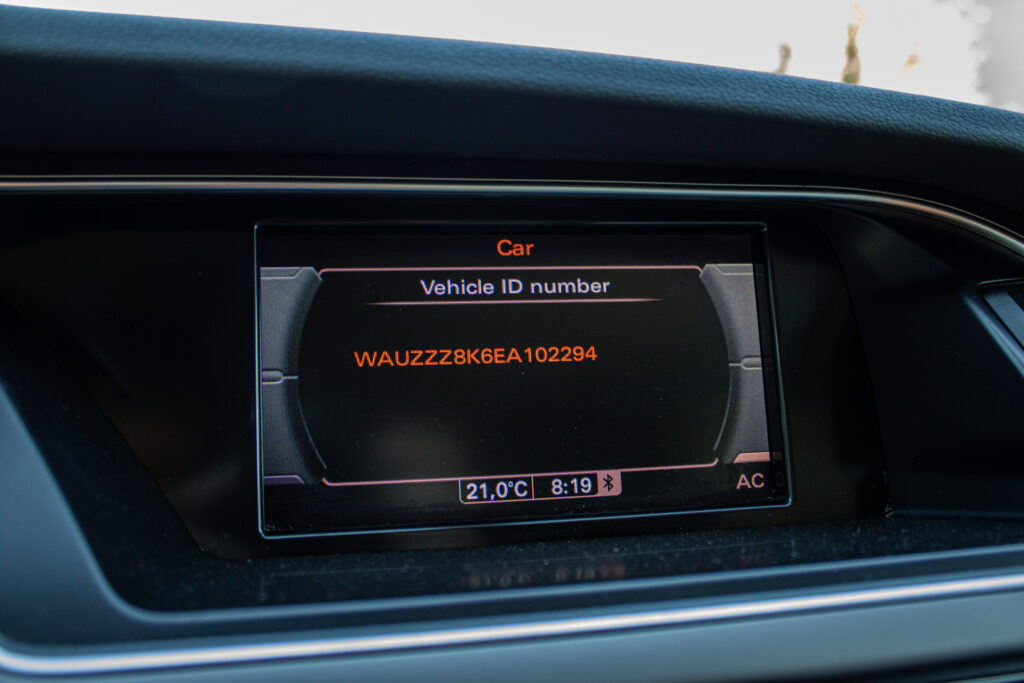 Car
Vehicle ID number
WAUZZZ8K6EA102294
21,0°C 8:19
AC